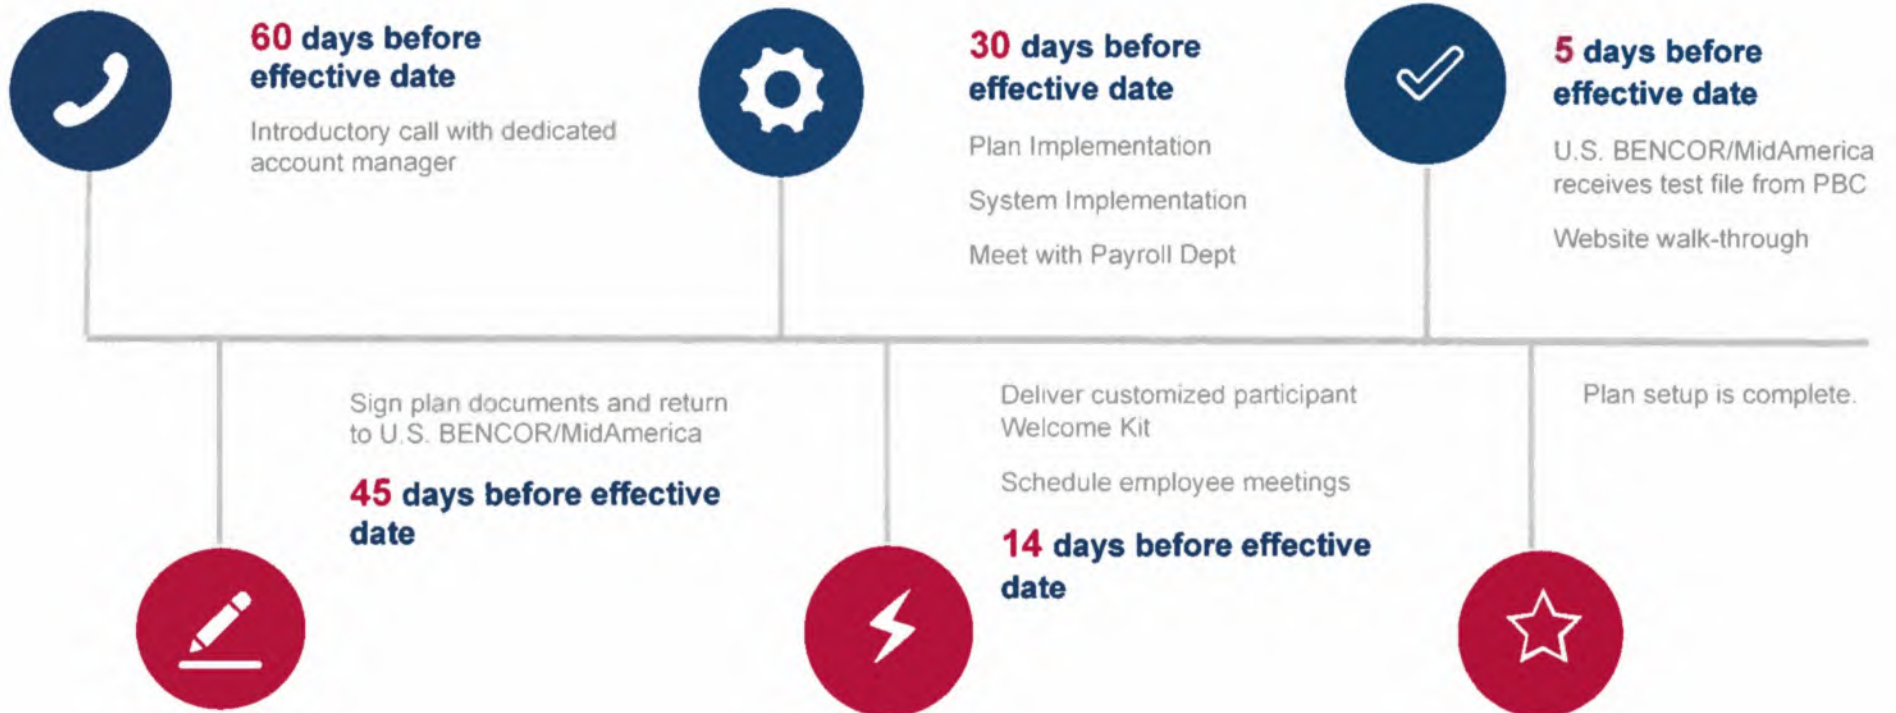 60 days before
effective date
Introductory call with dedicated
account manager
30 days before
effective date
Plan Implementation
System Implementation
Meet with Payroll Dept
5 days before
effective date
U.S. BENCOR/MidAmerica
receives test file from PBC
Website walk-through
Sign plan documents and return
to U.S. BENCOR/MidAmerica
45 days before effective
date
Deliver customized participant
Welcome Kit
Schedule employee meetings
14 days before effective
date
Plan setup is complete.